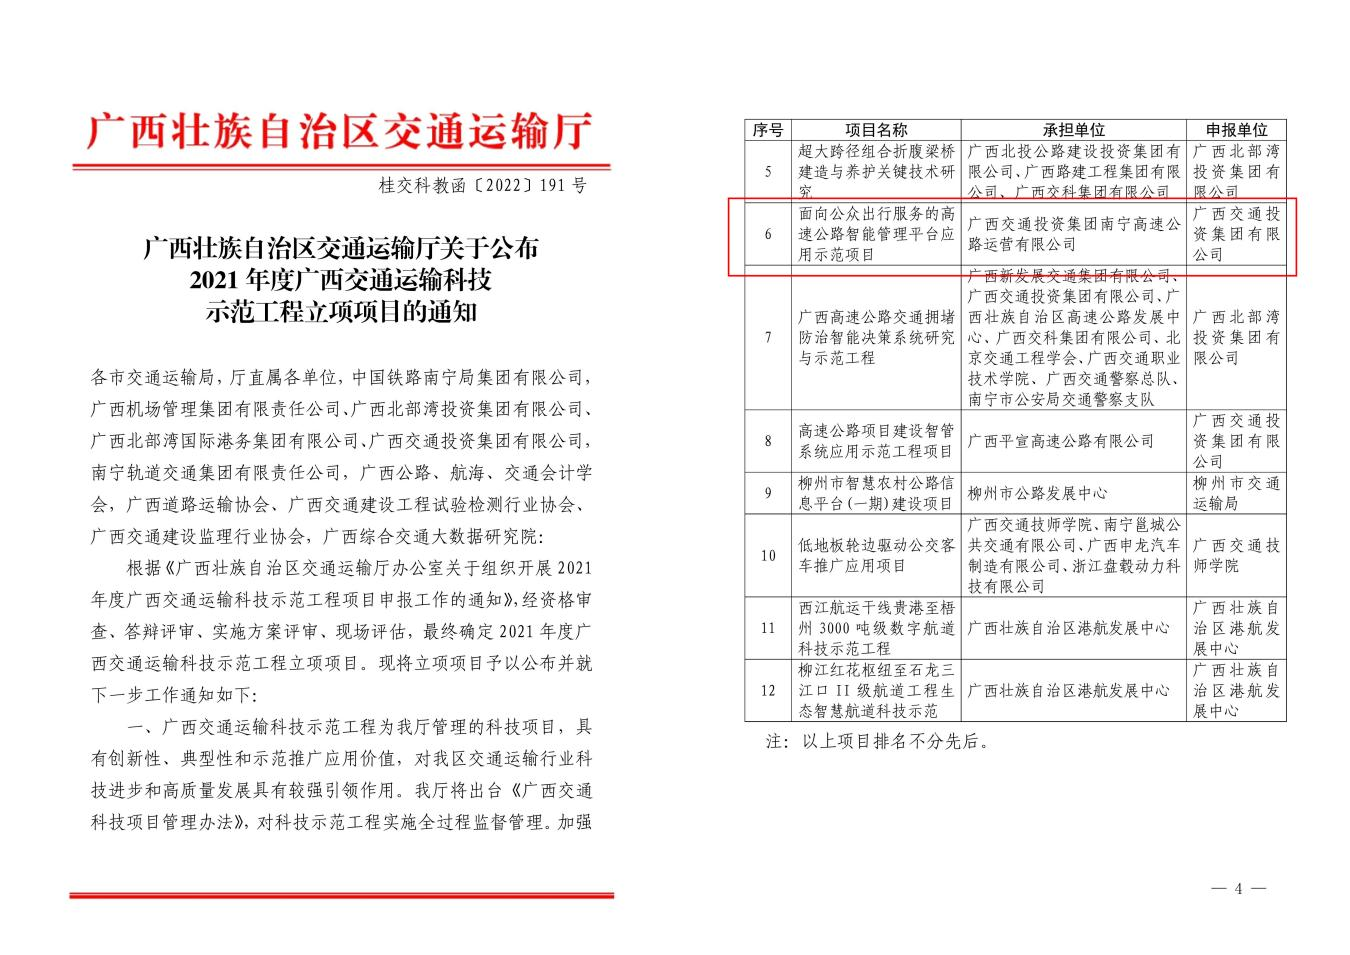 广西壮族自治区交通运输厅
桂交科教函〔2022〕191 号
广西壮族自治区交通运输厅关于公布
2021 年度广西交通运输科技
示范工程立项项目的通知
各市交通运输局，厅直属各单位，中国铁路南宁局集团有限公司，
广西机场管理集团有限责任公司、广西北部湾投资集团有限公司、
广西北部湾国际港务集团有限公司、广西交通投资集团有限公司，
南宁轨道交通集团有限责任公司，广西公路、航海、交通会计学
会，广西道路运输协会、广西交通建设工程试验检测行业协会、
广西交通建设监理行业协会，广西综合交通大数据研究院：
根据《广西壮族自治区交通运输厅办公室关于组织开展 2021
年度广西交通运输科技示范工程项目申报工作的通知》，经资格审
查、答辩评审、实施方案评审、现场评估，最终确定 2021 年度广
西交通运输科技示范工程立项项目。现将立项项目予以公布并就
下一步工作通知如下：
一、广西交通运输科技示范工程为我厅管理的科技项目，具
有创新性、典型性和示范推广应用价值，对我区交通运输行业科
技进步和高质量发展具有较强引领作用。我厅将出台《广西交通
科技项目管理办法》，对科技示范工程实施全过程监督管理。加强
序号 项目名称 承担单位 申报单位
5
超大跨径组合折腹梁桥
建造与养护关键技术研
究
广西北投公路建设投资集团有
限公司、广西路建工程集团有限
公司、广西交科集团有限公司
广西北部湾
投资集团有
限公司
6
面向公众出行服务的高
速公路智能管理平台应
用示范项目
广西交通投资集团南宁高速公
路运营有限公司
广西交通投
资集团有限
公司
7
广西高速公路交通拥堵
防治智能决策系统研究
与示范工程
广西新发展交通集团有限公司、
广西交通投资集团有限公司、广
西壮族自治区高速公路发展中
心、广西交科集团有限公司、北
京交通工程学会、广西交通职业
技术学院、广西交通警察总队、
南宁市公安局交通警察支队
广西北部湾
投资集团有
限公司
8
高速公路项目建设智管
系统应用示范工程项目
广西平宣高速公路有限公司
广西交通投
资集团有限
公司
9
柳州市智慧农村公路信
息平台(一期)建设项目
柳州市公路发展中心
柳州市交通
运输局
10
低地板轮边驱动公交客
车推广应用项目
广西交通技师学院、南宁邕城公
共交通有限公司、广西申龙汽车
制造有限公司、浙江盘毂动力科
技有限公司
广西交通技
师学院
11
西江航运干线贵港至梧
州 3000 吨级数字航道
科技示范工程
广西壮族自治区港航发展中心
广西壮族自
治区港航发
展中心
12
柳江红花枢纽至石龙三
江口 II 级航道工程生
态智慧航道科技示范
广西壮族自治区港航发展中心
广西壮族自
治区港航发
展中心
注：以上项目排名不分先后。
— 4 —